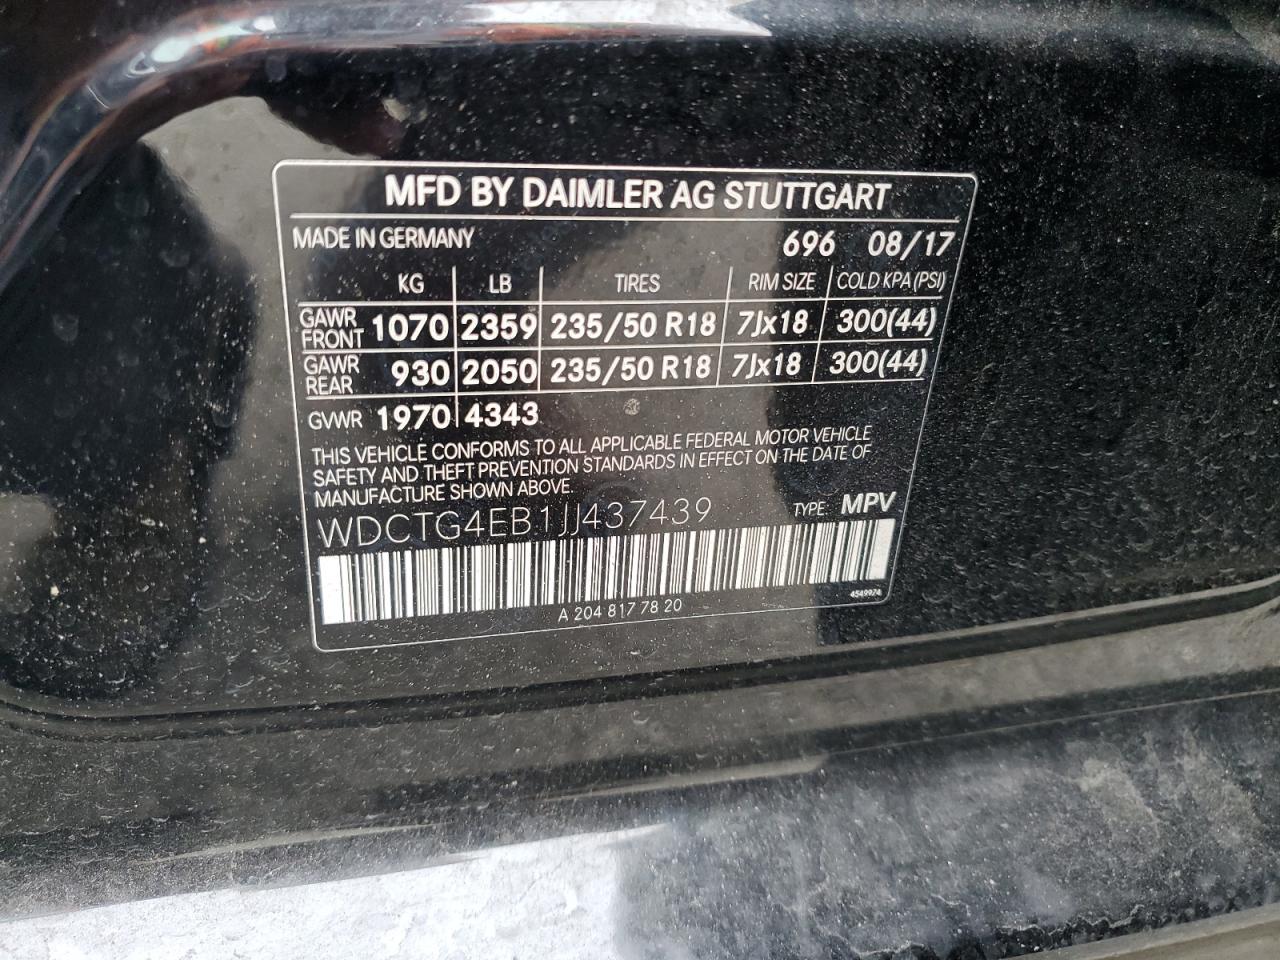 MFD BY DAIMLER AG STUTTGART
MADE IN GERMANY 696 08/17
KG LB TIRES RIM SIZE COLD KPA (PSI)
GAWR FRONT 1070 2359 235/50 R18 7Jx18 300(44)
GAWR REAR 930 2050 235/50 R18 7Jx18 300(44)
GVWR 1970 4343
THIS VEHICLE CONFORMS TO ALL APPLICABLE FEDERAL MOTOR VEHICLE
SAFETY AND THEFT PREVENTION STANDARDS IN EFFECT ON THE DATE OF
MANUFACTURE SHOWN ABOVE.
WDCTG4EB1JJ437439 TYPE: MPV
A 204 817 78 20 4549974